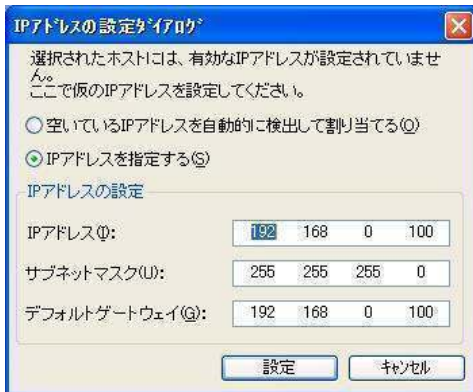 IPｱﾄﾞﾚｽの設定ﾀﾞｲｱﾛｸﾞ
選択されたホストには、有効なIPアドレスが設定されていませ
ん。
ここで仮のIPアドレスを設定してください。
空いているIPアドレスを自動的に検出して割り当てる(O)
IPアドレスを指定する(S)
IPアドレスの設定
IPアドレス(I): 192 168 0 100
サブネットマスク(U): 255 255 255 0
デフォルトゲートウェイ(G): 192 168 0 100
設定 ｷｬﾝｾﾙ